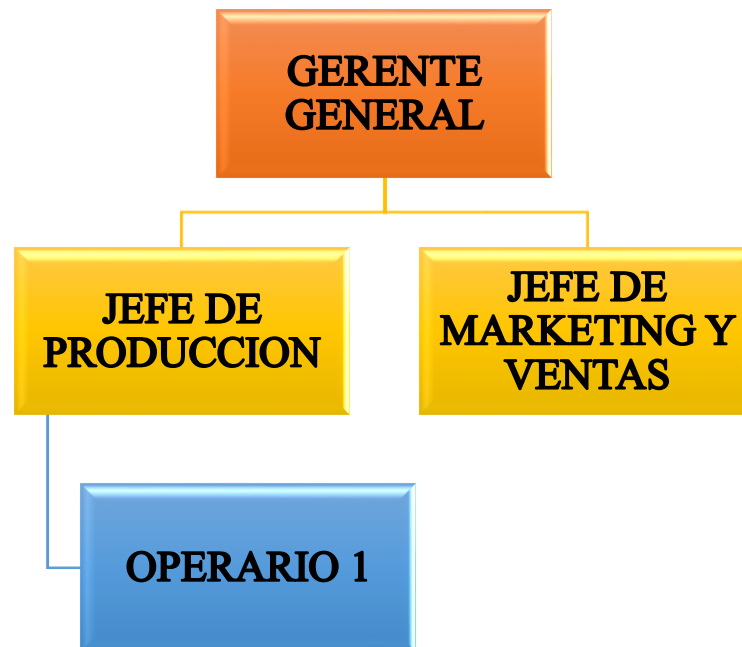 GERENTE
GENERAL
JEFE DE
PRODUCCION
JEFE DE
MARKETING Y
VENTAS
OPERARIO 1